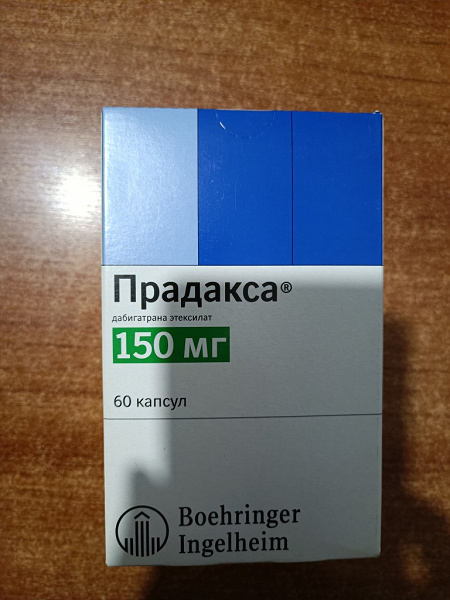 Прадакса®
дабигатрана этексилат
150 мг
60 капсул
Boehringer
Ingelheim